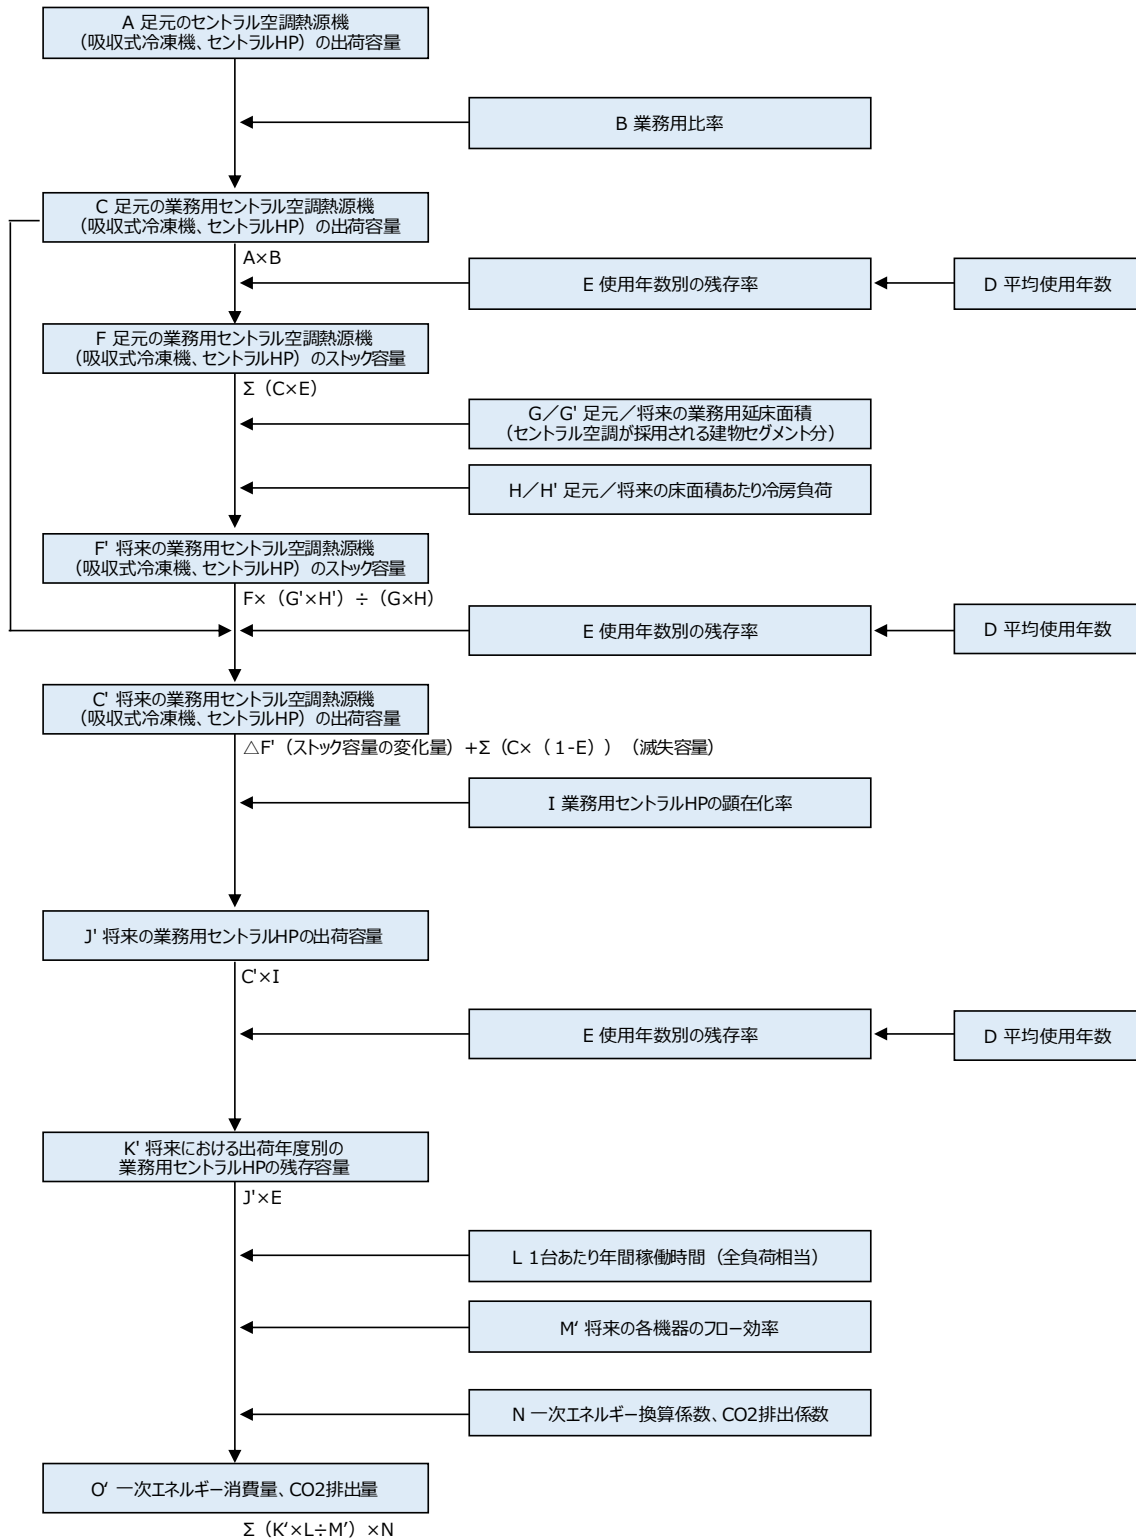 A 足元のセントラル空調熱源機
（吸収式冷凍機、セントラルHP）の出荷容量
B 業務用比率
C 足元の業務用セントラル空調熱源機
（吸収式冷凍機、セントラルHP）の出荷容量
A×B
E 使用年数別の残存率
D 平均使用年数
F 足元の業務用セントラル空調熱源機
（吸収式冷凍機、セントラルHP）のストック容量
Σ（C×E）
G／G' 足元／将来の業務用延床面積
（セントラル空調が採用される建物セグメント分）
H／H' 足元／将来の床面積あたり冷房負荷
F' 将来の業務用セントラル空調熱源機
（吸収式冷凍機、セントラルHP）のストック容量
F×（G'×H'）÷（G×H）
E 使用年数別の残存率
D 平均使用年数
C' 将来の業務用セントラル空調熱源機
（吸収式冷凍機、セントラルHP）の出荷容量
△F'（ストック容量の変化量）+Σ（C×（1-E））（滅失容量）
I 業務用セントラルHPの顕在化率
J' 将来の業務用セントラルHPの出荷容量
C'×I
E 使用年数別の残存率
D 平均使用年数
K' 将来における出荷年度別の
業務用セントラルHPの残存容量
J'×E
L 1台あたり年間稼働時間（全負荷相当）
M‘ 将来の各機器のフロー効率
N 一次エネルギー換算係数、CO2排出係数
O‘ 一次エネルギー消費量、CO2排出量
Σ（K‘×L÷M’）×N